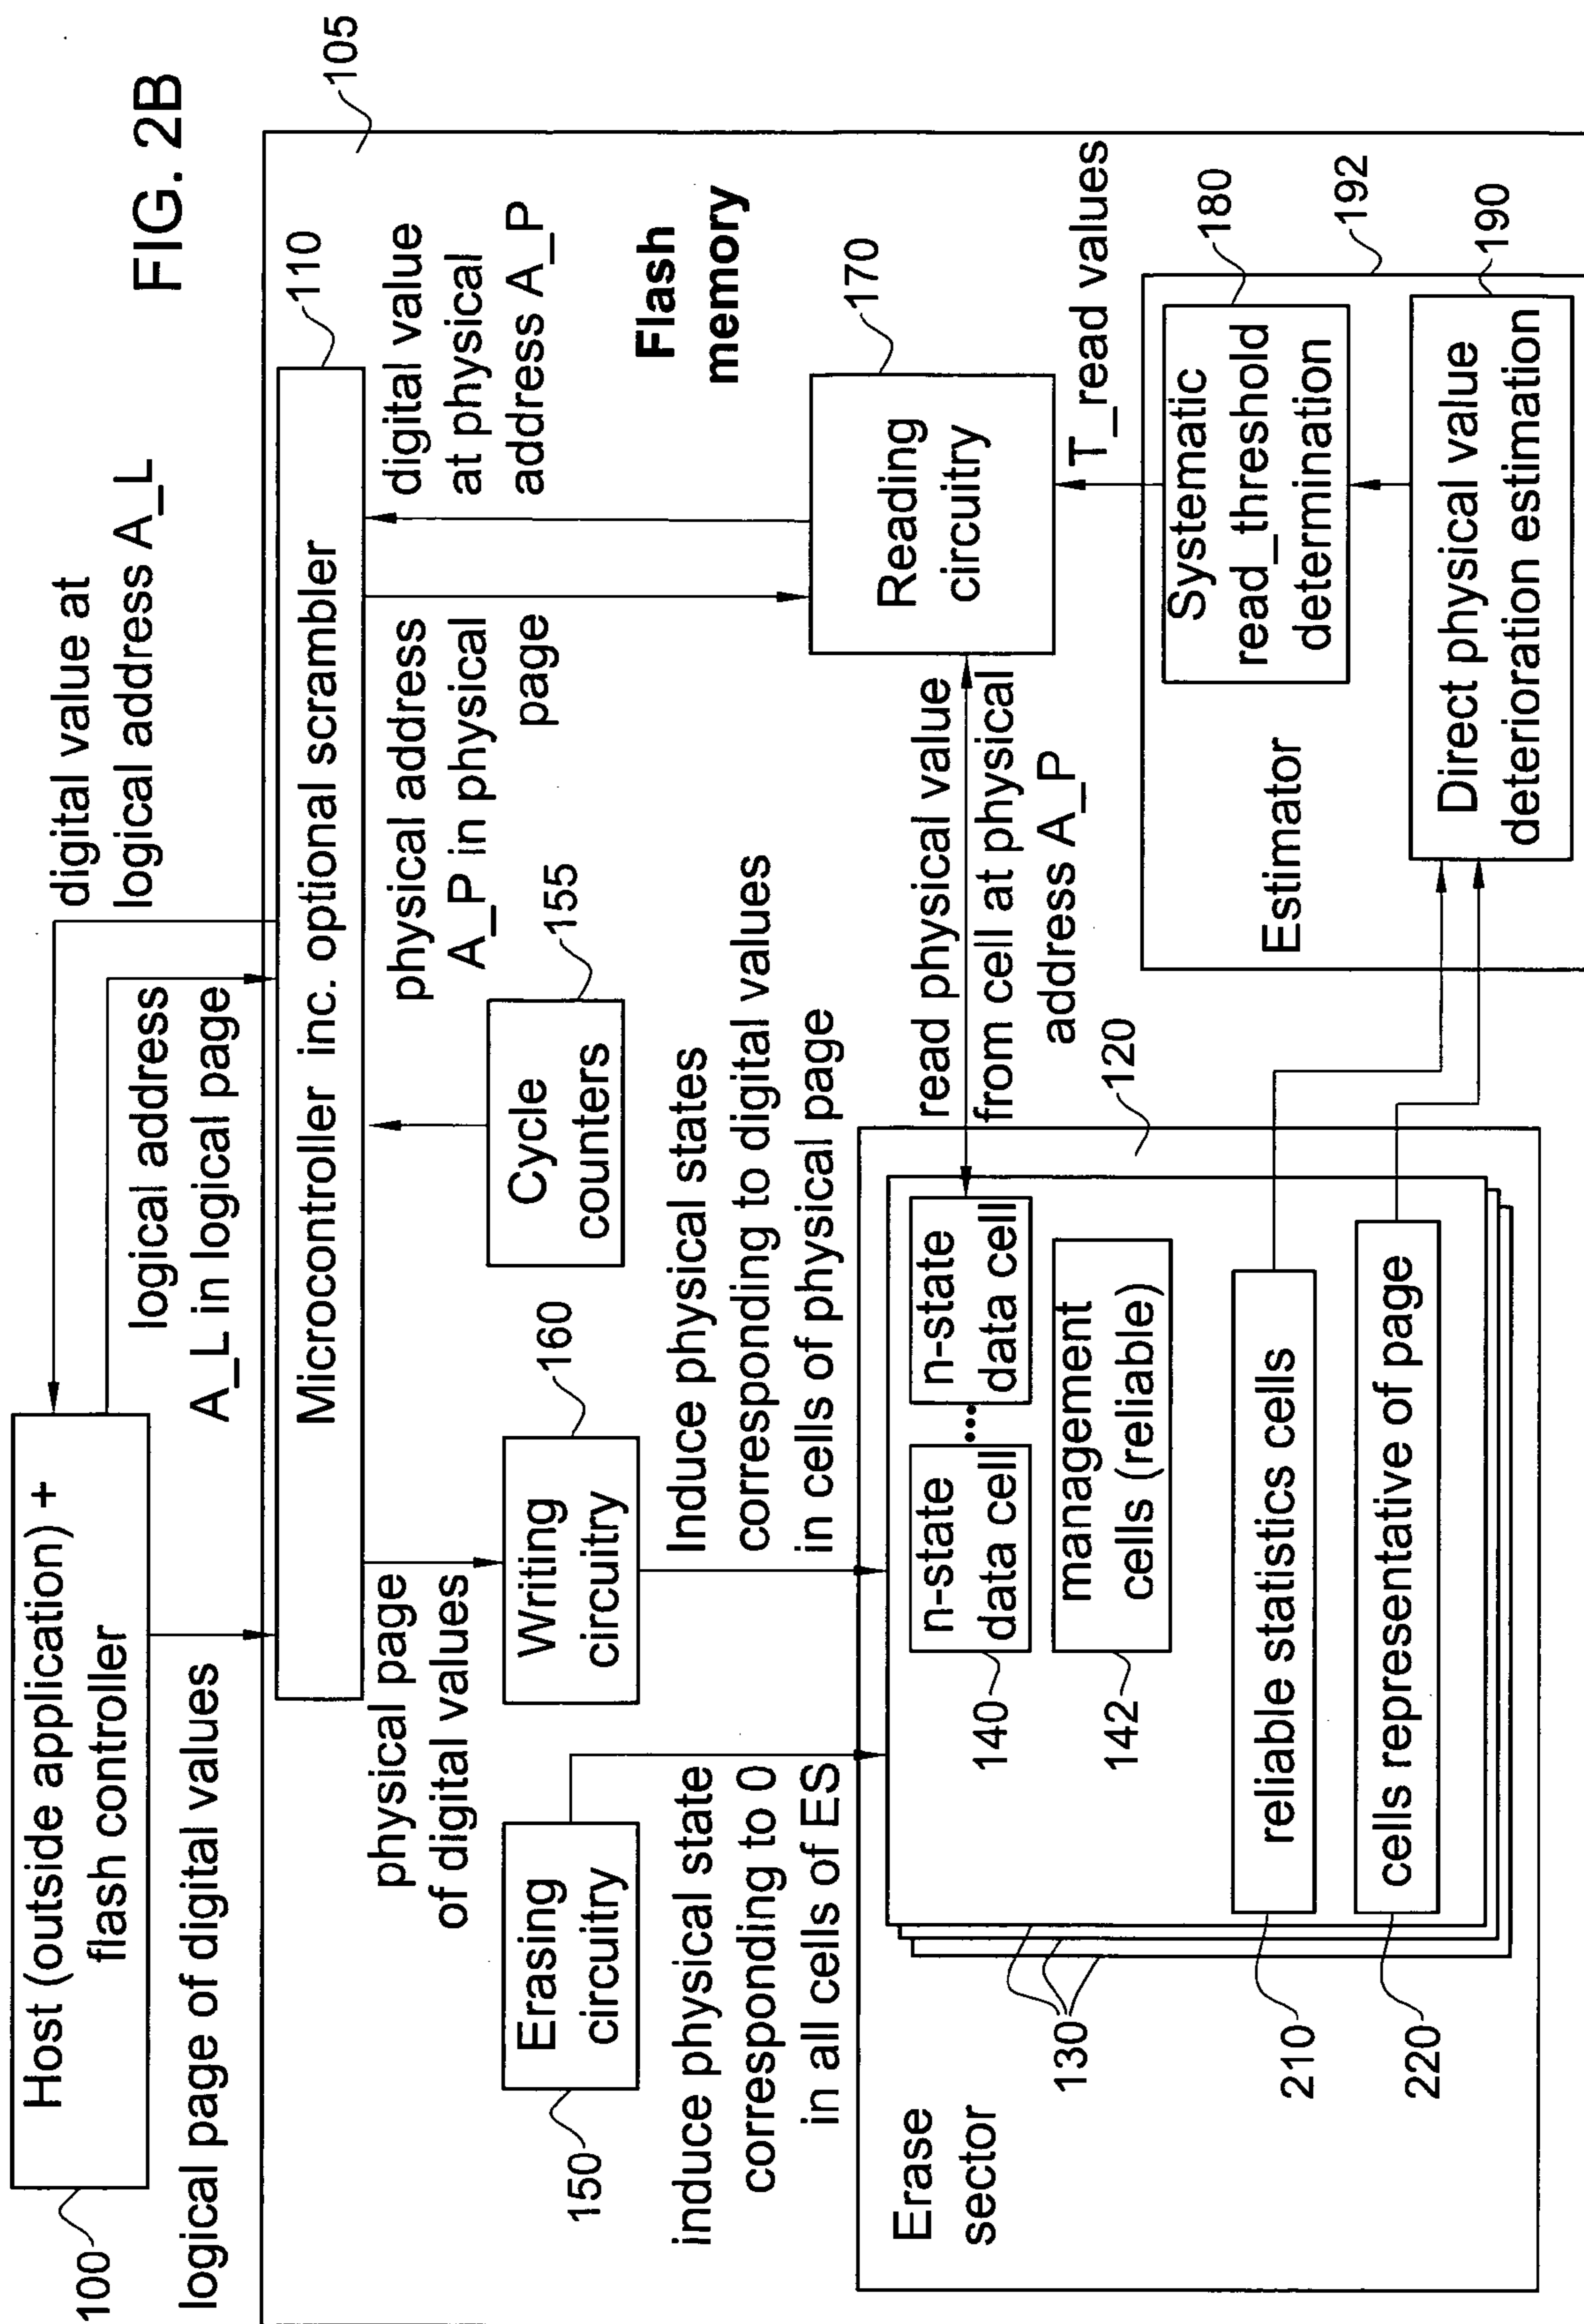 FIG. 2B
Host (outside application) +
flash controller
100
digital value at
logical address A_L
logical address
A_L in logical page
logical page of digital values
105
Microcontroller inc. optional scrambler
110
physical page
of digital values
physical address
A_P in physical
page
digital value
at physical
address A_P
Flash
memory
Erasing
circuitry
150
Writing
circuitry
160
Cycle
counters
155
Reading
circuitry
170
induce physical state
corresponding to 0
in all cells of ES
Induce physical states
corresponding to digital values
in cells of physical page
read physical value
from cell at physical
address A_P
T_read values
Erase
sector
120
130
n-state
data cell
...
n-state
data cell
140
management
cells (reliable)
142
reliable statistics cells
210
cells representative of page
220
Estimator
192
Systematic
read_threshold
determination
180
Direct physical value
deterioration estimation
190